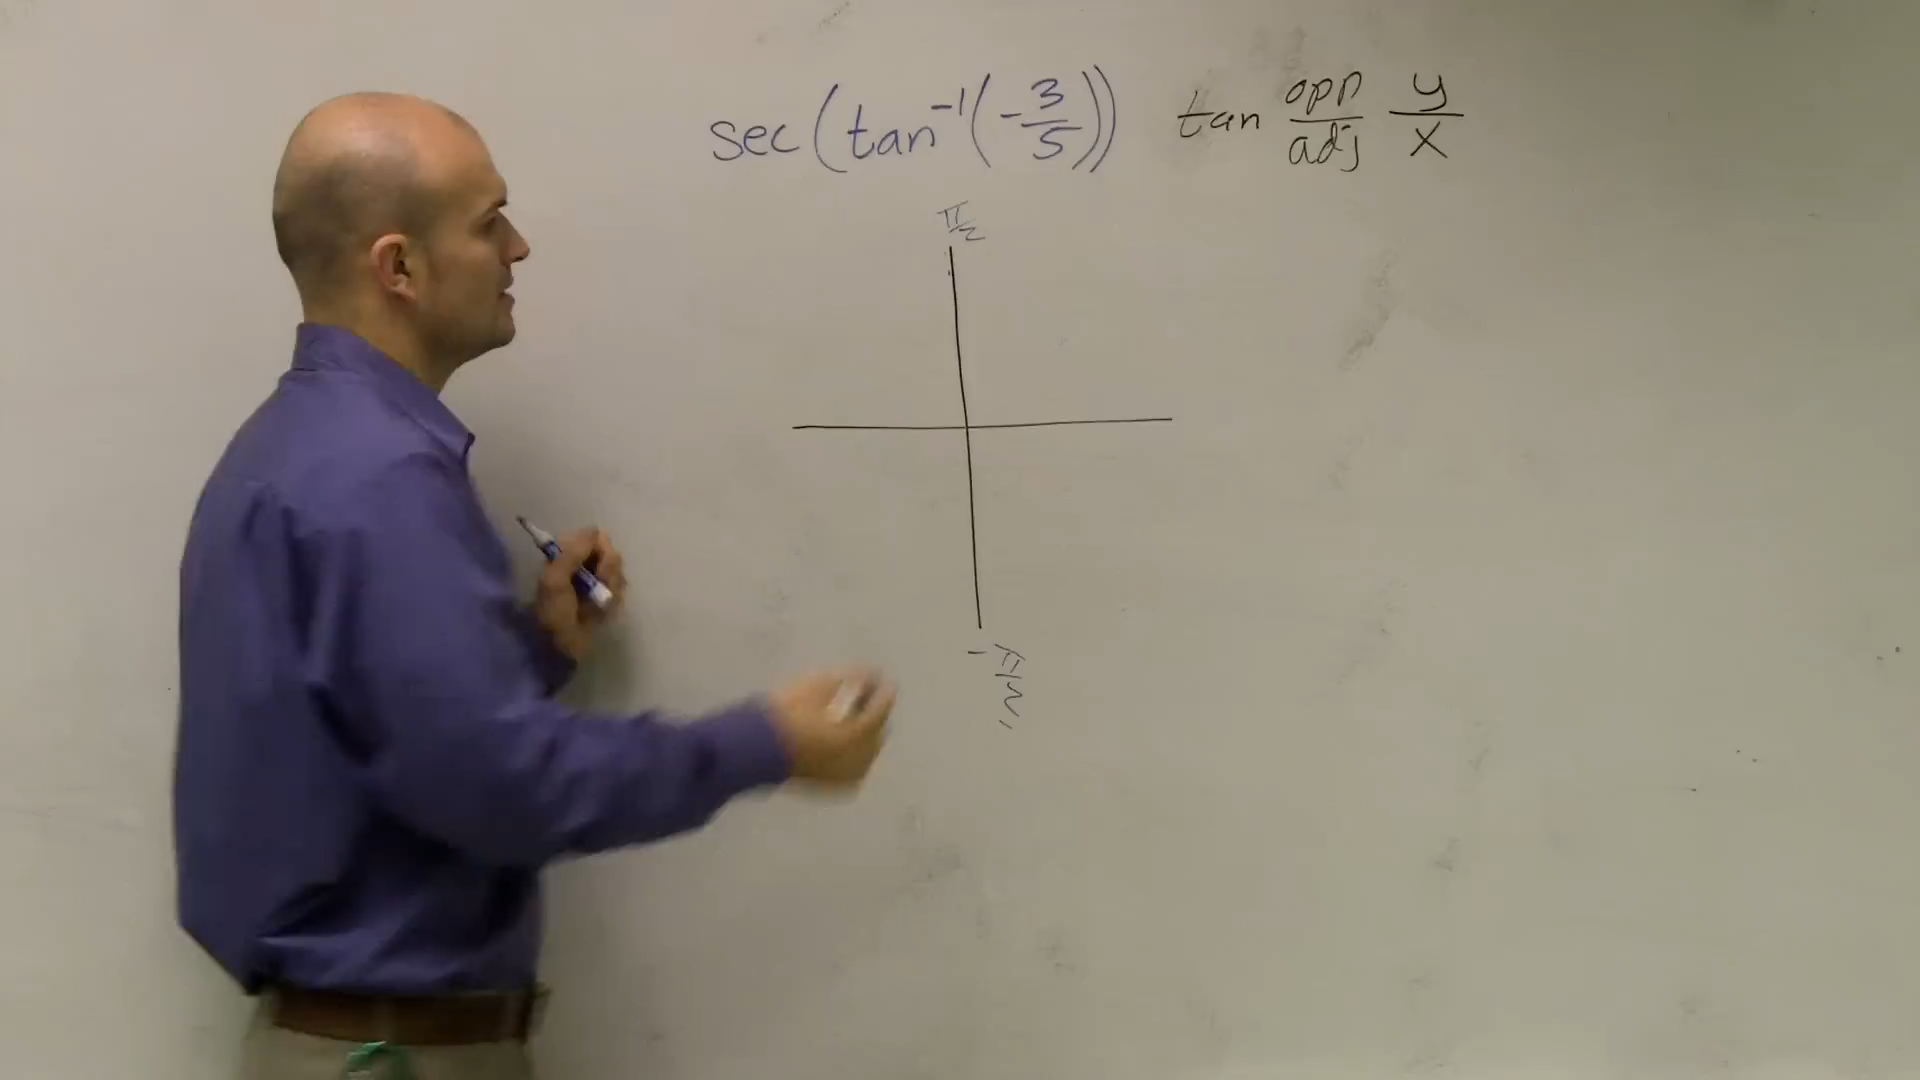 sec(tan⁻¹(-3/5)) tan opp/adj y/x
π/2
-π/2